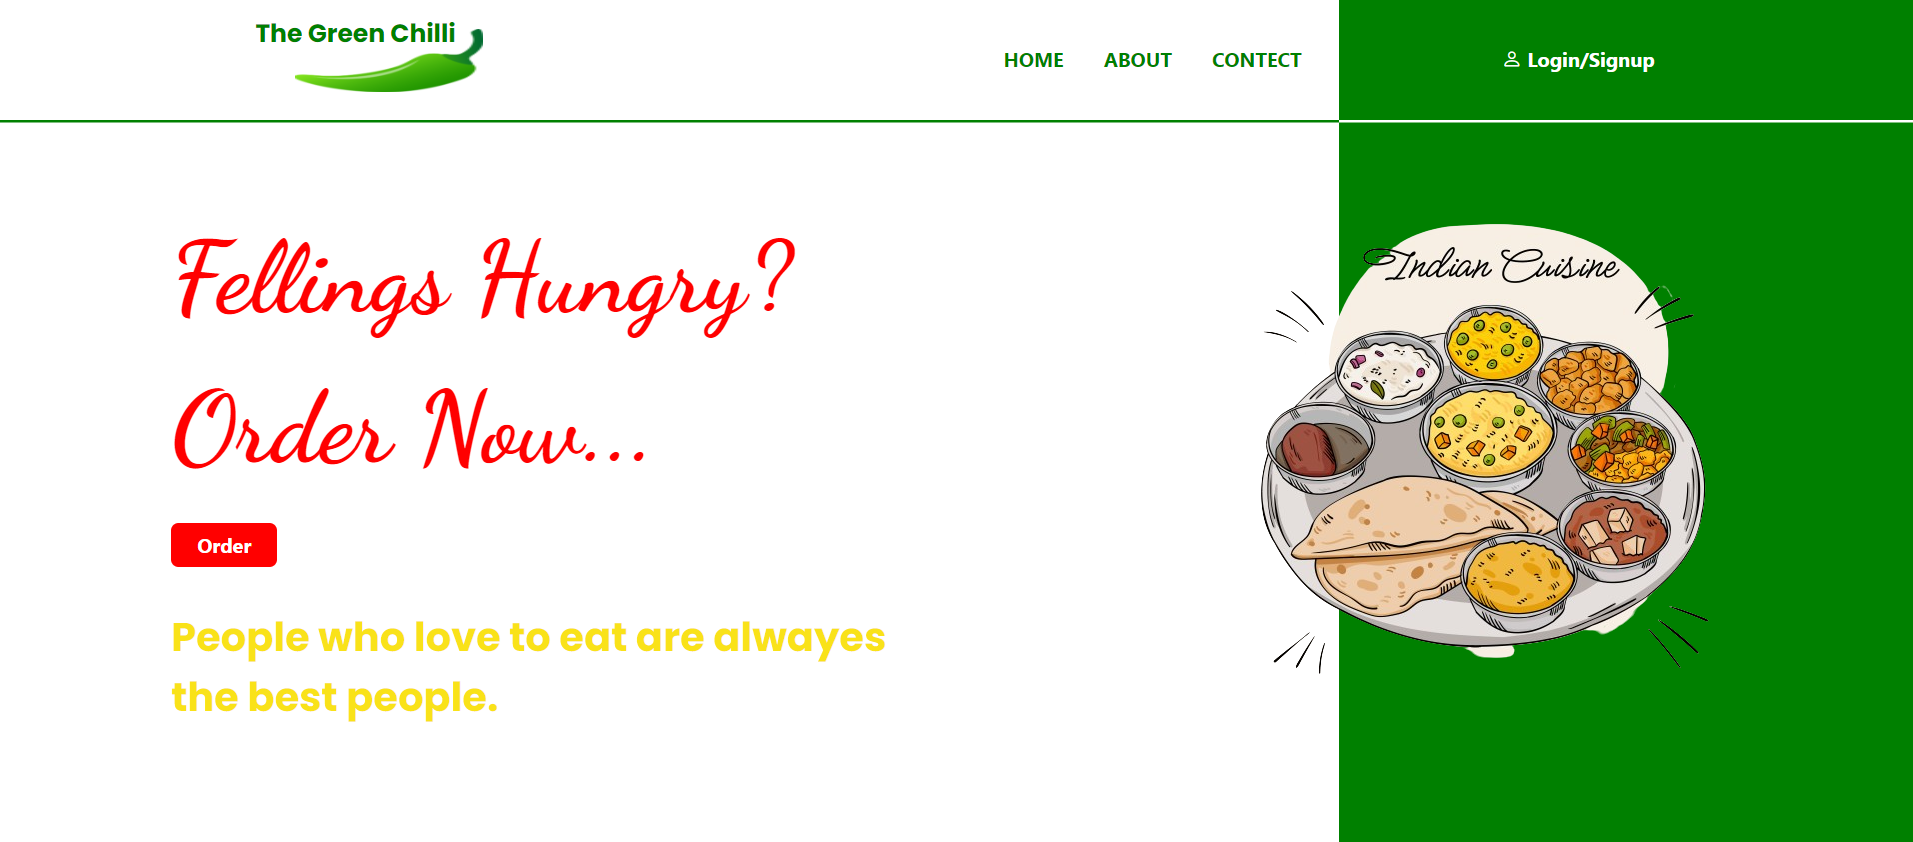 The Green Chilli
HOME ABOUT CONTECT
Login/Signup
Fellings Hungry?
Order Now...
Order
People who love to eat are alwayes
the best people.
Indian Cuisine